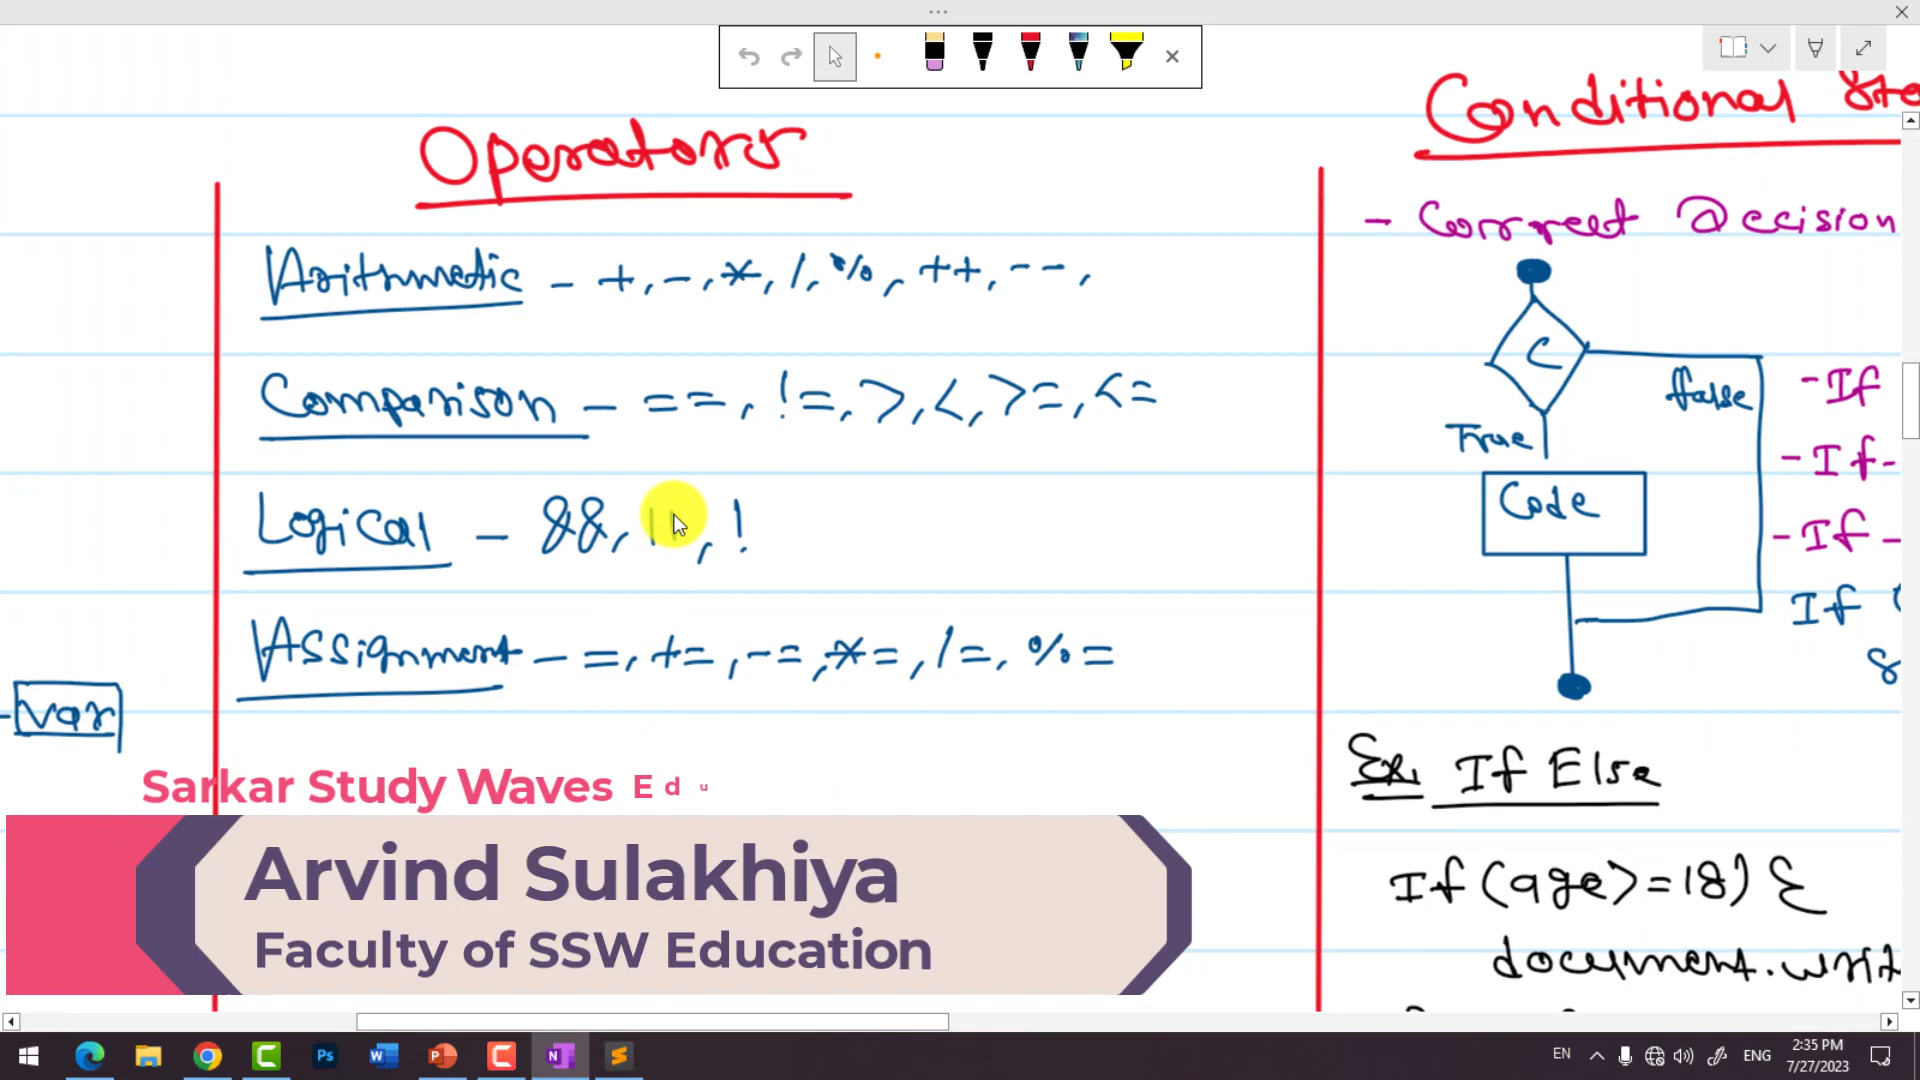 Operators
Arithmetic - +, -, *, /, %, ++, --,
Comparison - ==, !=, >, <, >=, <=
Logical - &&, ||, !
Assignment - =, +=, -=, *=, /=, %=
-var
Conditional Sta
- Correct Decision
C
false
True
Code
-If
-If-
-If-
If
Ex. If Else
If (age>=18) {
document.writ
Sarkar Study Waves Edu
Arvind Sulakhiya
Faculty of SSW Education
EN
ENG
2:35 PM
7/27/2023